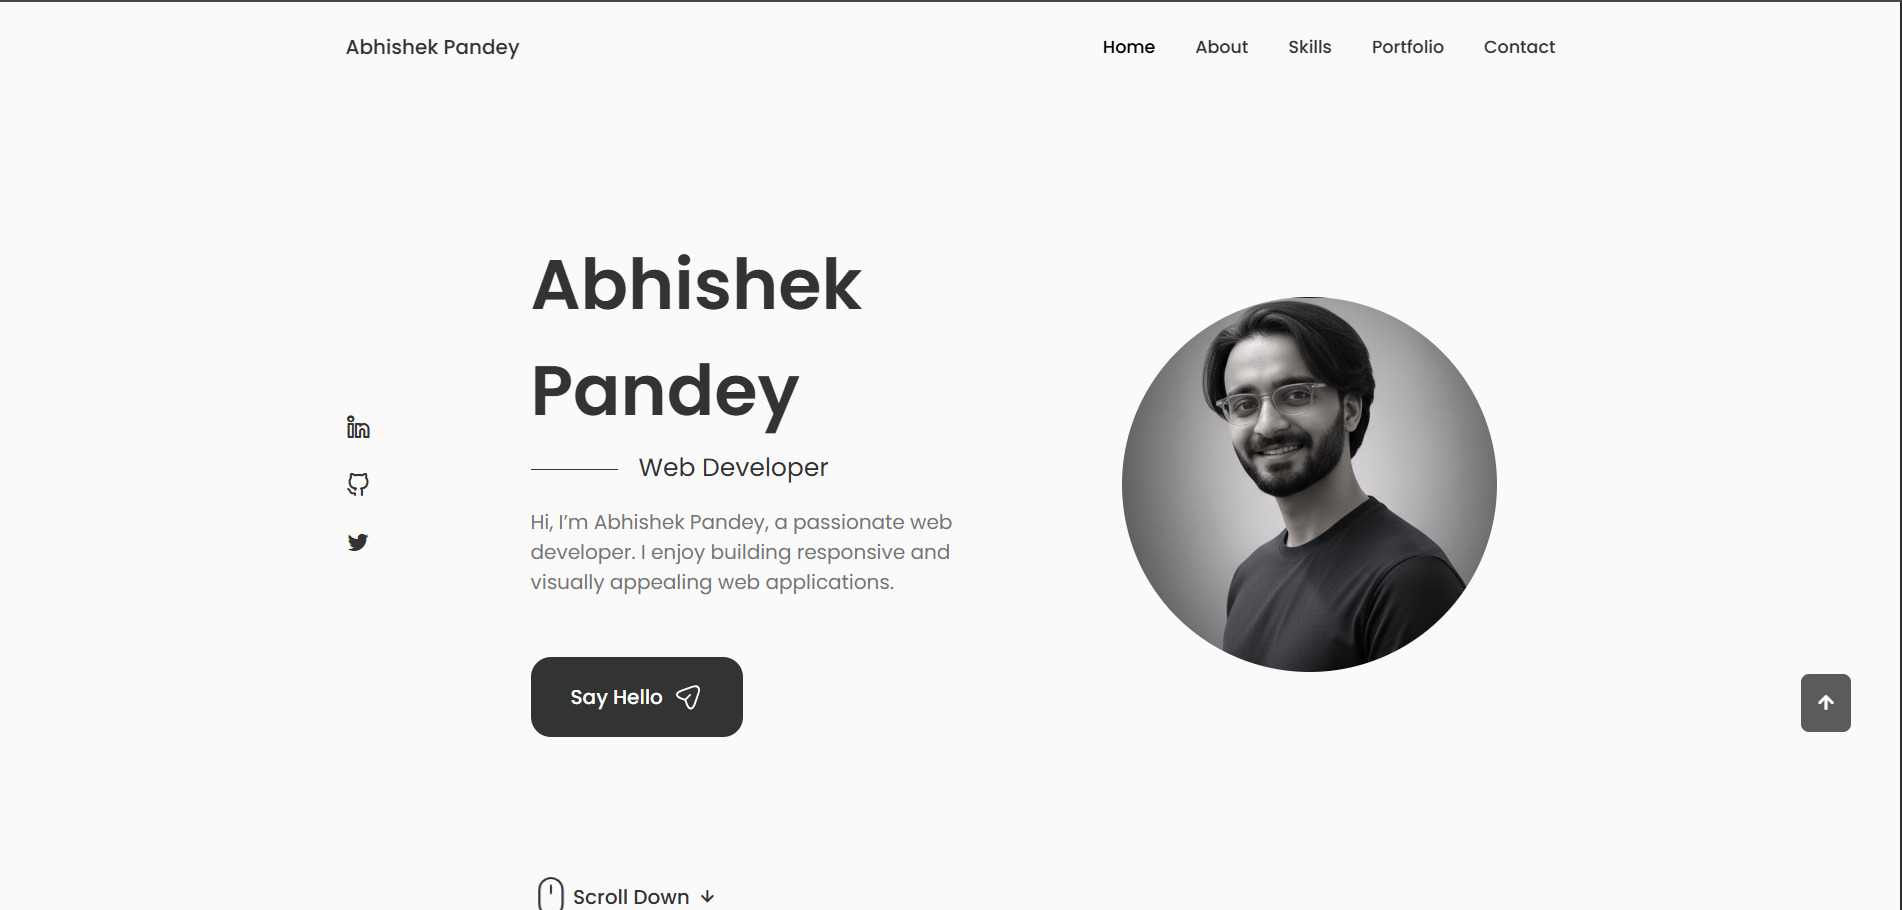 Abhishek Pandey
Home About Skills Portfolio Contact
Abhishek
Pandey
Web Developer
Hi, I’m Abhishek Pandey, a passionate web
developer. I enjoy building responsive and
visually appealing web applications.
Say Hello
Scroll Down